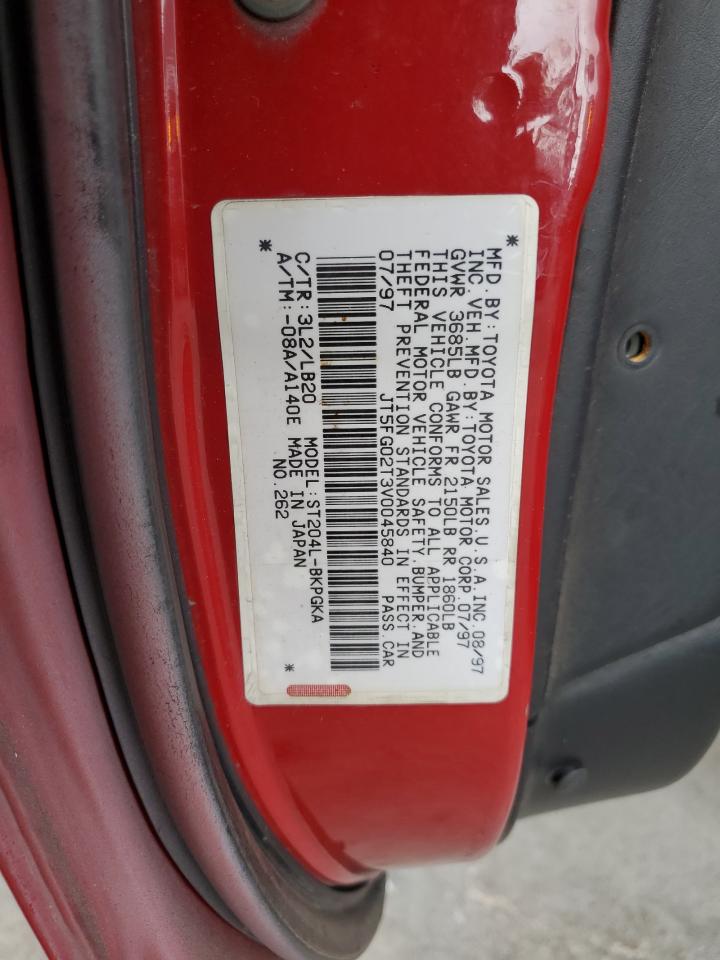 MFD.BY:TOYOTA MOTOR SALES,U.S.A.INC.08/97
INC.VEH.MFD.BY:TOYOTA MOTOR CORP.07/97
GVWR 3685LB GAWR FR 2150LB RR 1860LB
THIS VEHICLE CONFORMS TO ALL APPLICABLE
FEDERAL MOTOR VEHICLE SAFETY,BUMPER,AND
THEFT PREVENTION STANDARDS IN EFFECT IN
07/97 JT5FG02T3V0045840 PASS.CAR
C/TR:3L2/LB20 MODEL:ST204L-BKPGKA
A/TM:-08A/A140E MADE IN JAPAN
NO.262